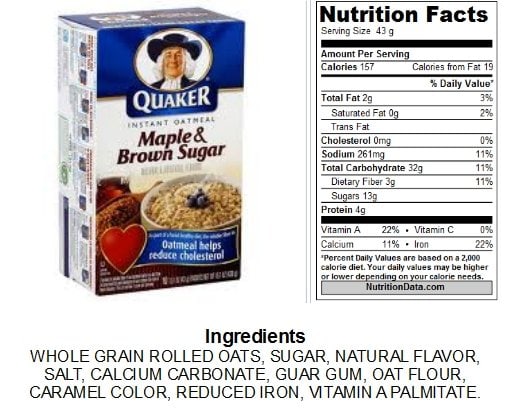 QUAKER
INSTANT OATMEAL
Maple &
Brown Sugar
Oatmeal helps
reduce cholesterol
Nutrition Facts
Serving Size 43 g
Amount Per Serving
Calories 157 Calories from Fat 19
% Daily Value*
Total Fat 2g 3%
Saturated Fat 0g 2%
Trans Fat
Cholesterol 0mg 0%
Sodium 261mg 11%
Total Carbohydrate 32g 11%
Dietary Fiber 3g 11%
Sugars 13g
Protein 4g
Vitamin A 22% • Vitamin C 0%
Calcium 11% • Iron 22%
*Percent Daily Values are based on a 2,000
calorie diet. Your daily values may be higher
or lower depending on your calorie needs.
NutritionData.com
Ingredients
WHOLE GRAIN ROLLED OATS, SUGAR, NATURAL FLAVOR,
SALT, CALCIUM CARBONATE, GUAR GUM, OAT FLOUR,
CARAMEL COLOR, REDUCED IRON, VITAMIN A PALMITATE.